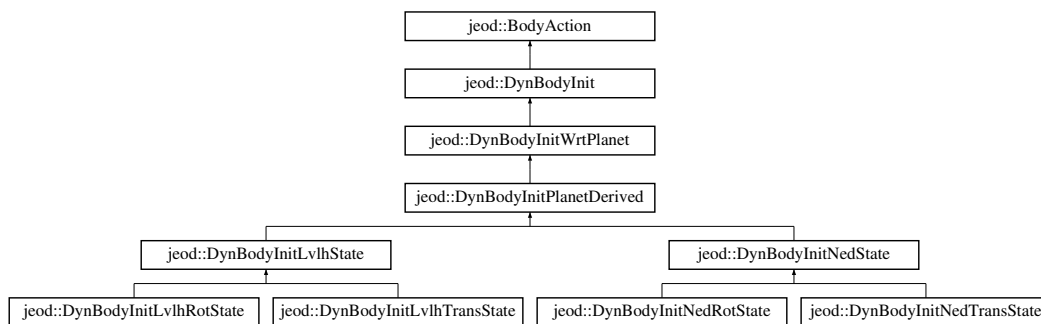 jeod::BodyAction
jeod::DynBodyInit
jeod::DynBodyInitWrtPlanet
jeod::DynBodyInitPlanetDerived
jeod::DynBodyInitLvlhState
jeod::DynBodyInitNedState
jeod::DynBodyInitLvlhRotState
jeod::DynBodyInitLvlhTransState
jeod::DynBodyInitNedRotState
jeod::DynBodyInitNedTransState